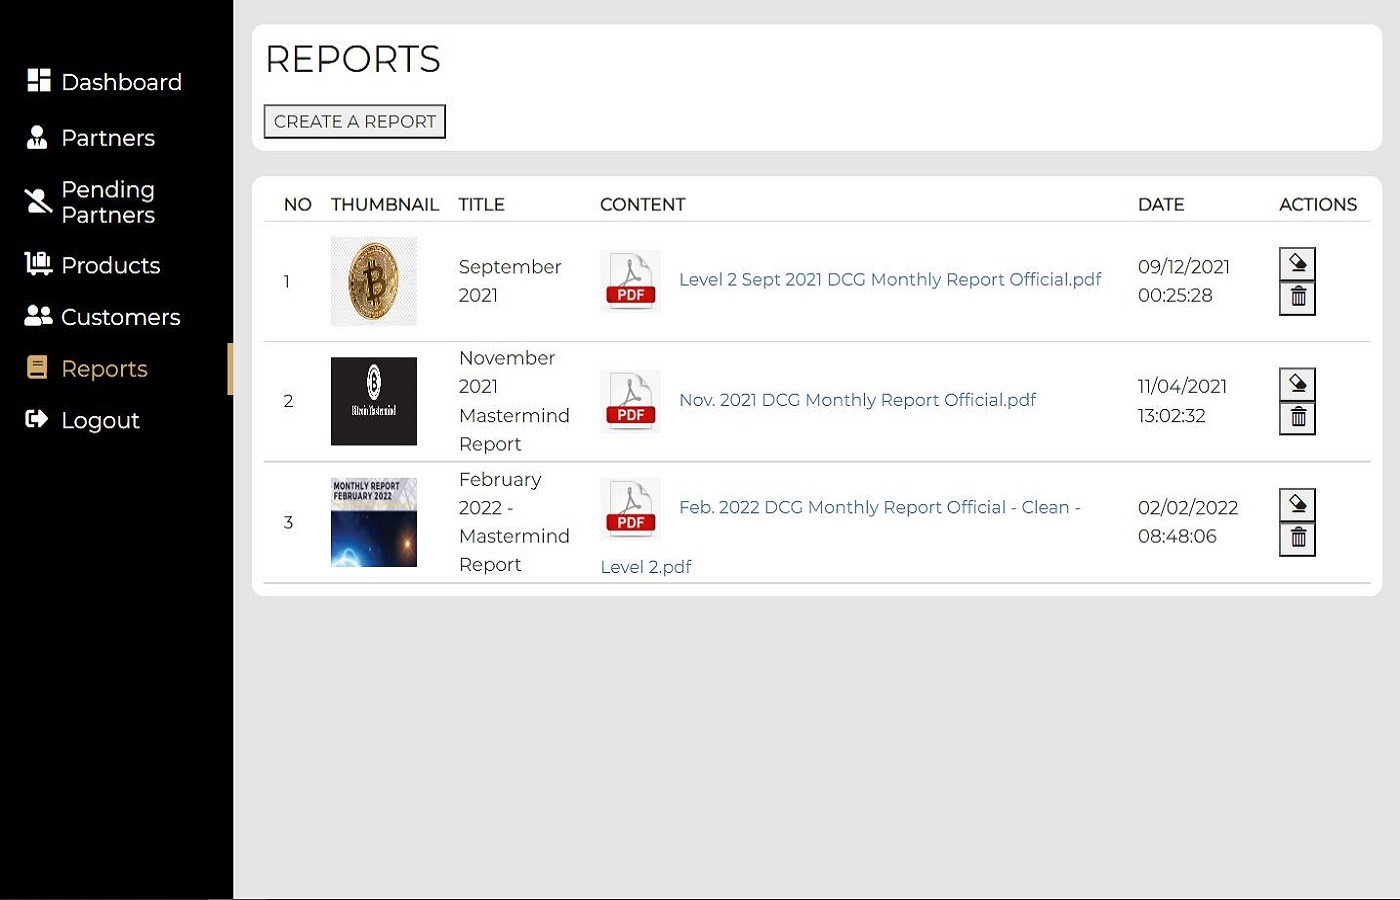 Dashboard
Partners
Pending
Partners
Products
Customers
Reports
Logout
REPORTS
CREATE A REPORT
NO THUMBNAIL TITLE CONTENT DATE ACTIONS
1 September 2021 PDF Level 2 Sept 2021 DCG Monthly Report Official.pdf 09/12/2021 00:25:28
2 Bitcoin Mastermind November 2021 Mastermind Report PDF Nov. 2021 DCG Monthly Report Official.pdf 11/04/2021 13:02:32
3 MONTHLY REPORT FEBRUARY 2022 February 2022 - Mastermind Report PDF Feb. 2022 DCG Monthly Report Official - Clean - Level 2.pdf 02/02/2022 08:48:06